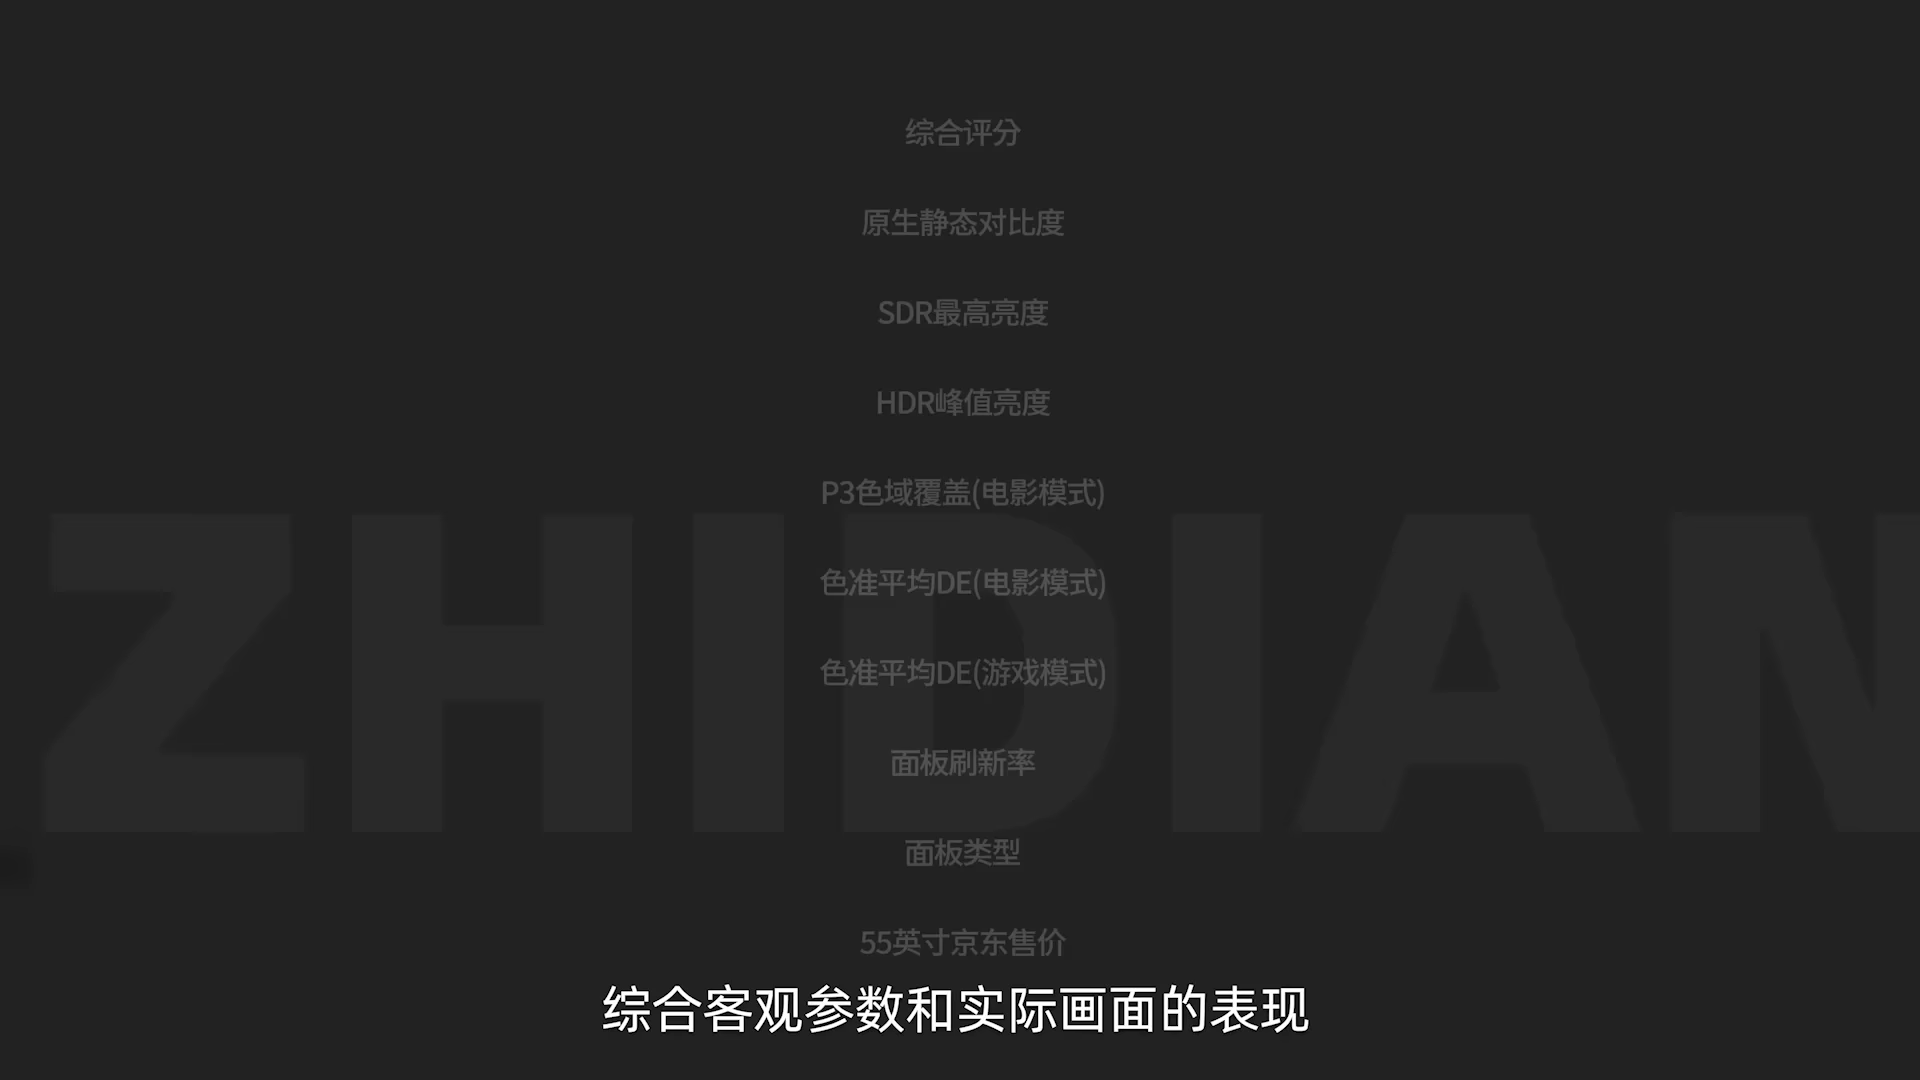 综合评分
原生静态对比度
SDR最高亮度
HDR峰值亮度
P3色域覆盖(电影模式)
ZHIDIAN
色准平均DE(电影模式)
色准平均DE(游戏模式)
面板刷新率
面板类型
55英寸京东售价
综合客观参数和实际画面的表现